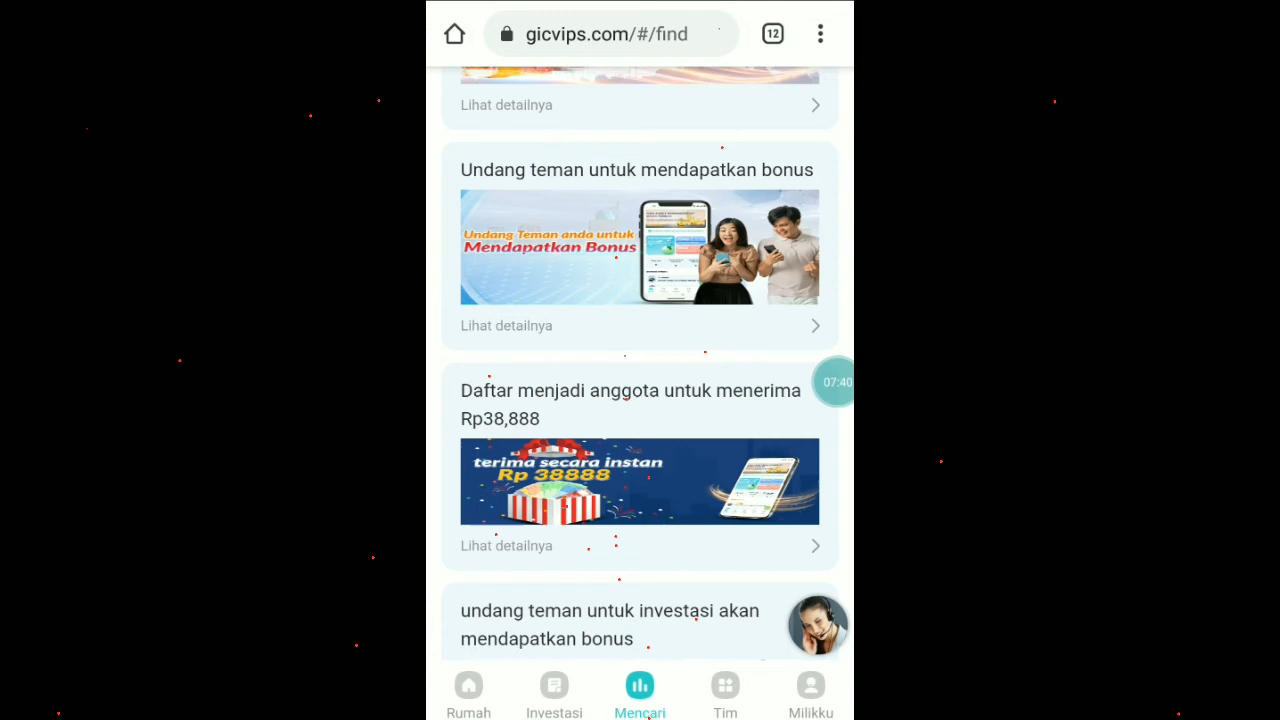 gicvips.com/#/find
12
Lihat detailnya
Undang teman untuk mendapatkan bonus
Undang Teman anda untuk
Mendapatkan Bonus
Lihat detailnya
07:40
Daftar menjadi anggota untuk menerima
Rp38,888
terima secara instan
Rp 38888
Lihat detailnya
undang teman untuk investasi akan
mendapatkan bonus
Rumah
Investasi
Mencari
Tim
Milikku